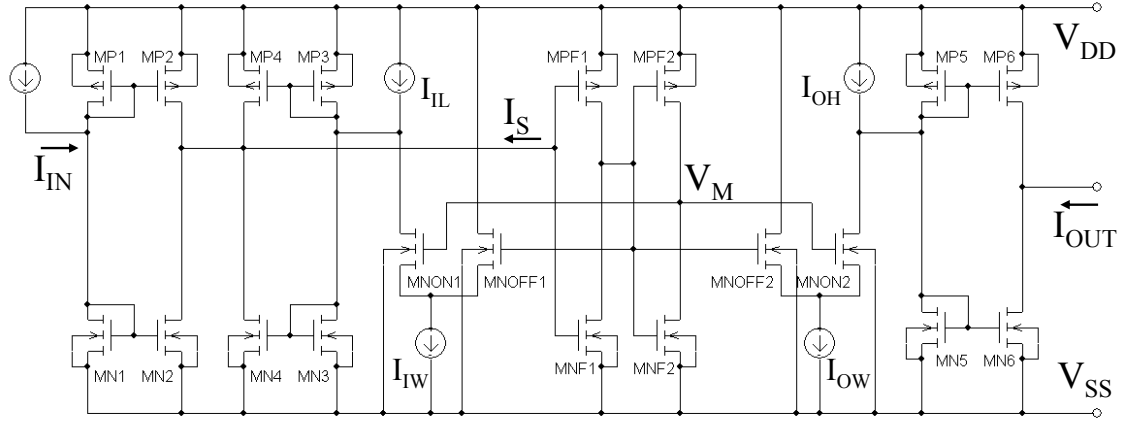 MP1 MP2 MP4 MP3 MPF1 MPF2 MP5 MP6
V_DD
I_IL
I_OH
I_S
I_IN
V_M
I_OUT
MNON1 MNOFF1 MNOFF2 MNON2
I_IW
I_OW
MN1 MN2 MN4 MN3 MNF1 MNF2 MN5 MN6
V_SS